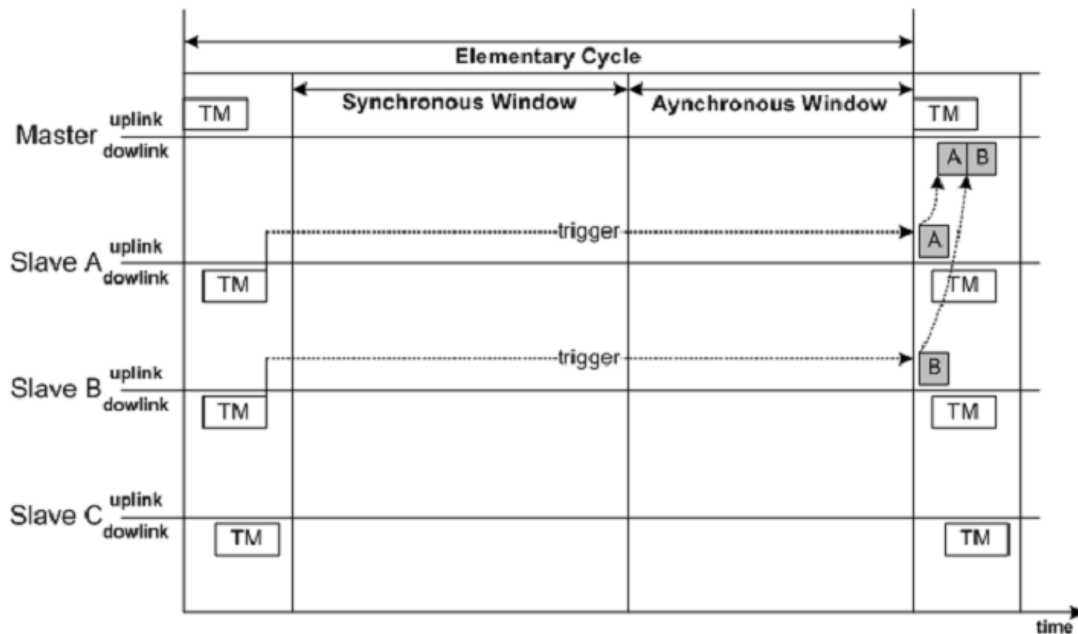 Elementary Cycle
Synchronous Window
Aynchronous Window
TM
TM
Master
uplink
dowlink
A
B
trigger
A
Slave A
uplink
dowlink
TM
TM
trigger
B
Slave B
uplink
dowlink
TM
TM
Slave C
uplink
dowlink
TM
TM
time